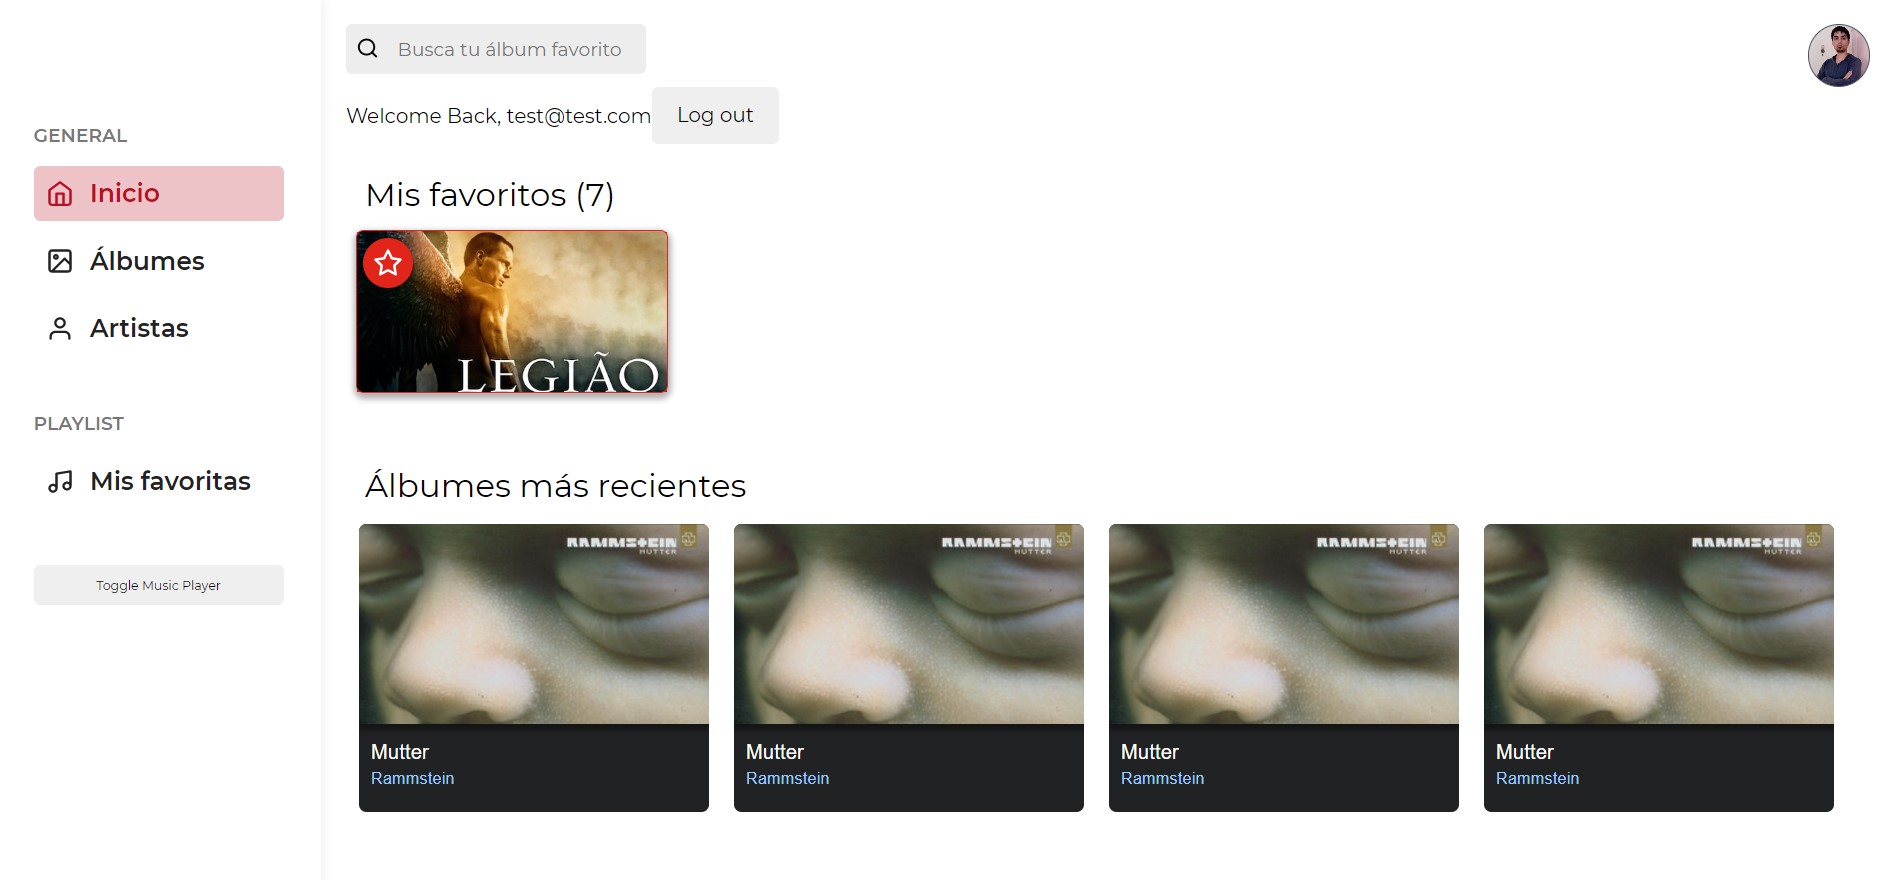 Busca tu álbum favorito
Welcome Back, test@test.com
Log out
GENERAL
Inicio
Álbumes
Artistas
PLAYLIST
Mis favoritas
Toggle Music Player
Mis favoritos (7)
LEGIÃO
Álbumes más recientes
RAMMSTEIN
MUTTER
Mutter
Rammstein
RAMMSTEIN
MUTTER
Mutter
Rammstein
RAMMSTEIN
MUTTER
Mutter
Rammstein
RAMMSTEIN
MUTTER
Mutter
Rammstein